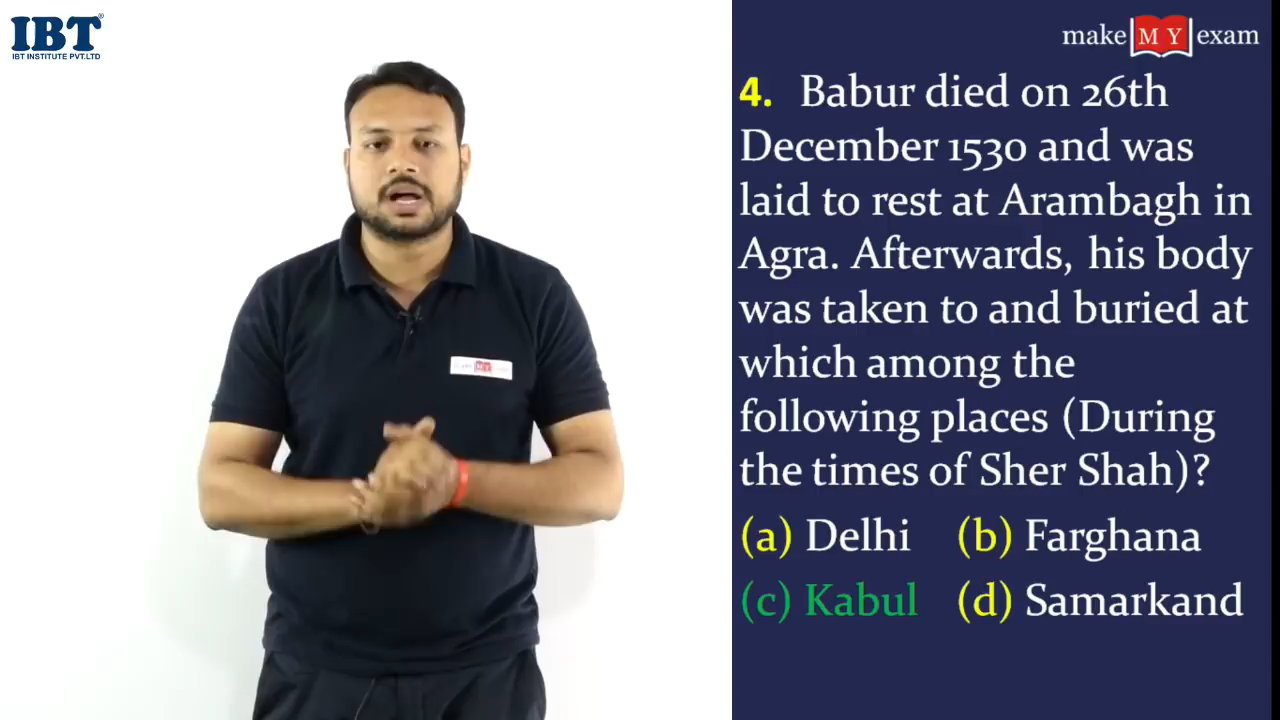 IBT
IBT INSTITUTE PVT.LTD
make MY exam
4. Babur died on 26th
December 1530 and was
laid to rest at Arambagh in
Agra. Afterwards, his body
was taken to and buried at
which among the
following places (During
the times of Sher Shah)?
(a) Delhi (b) Farghana
(c) Kabul (d) Samarkand
MY